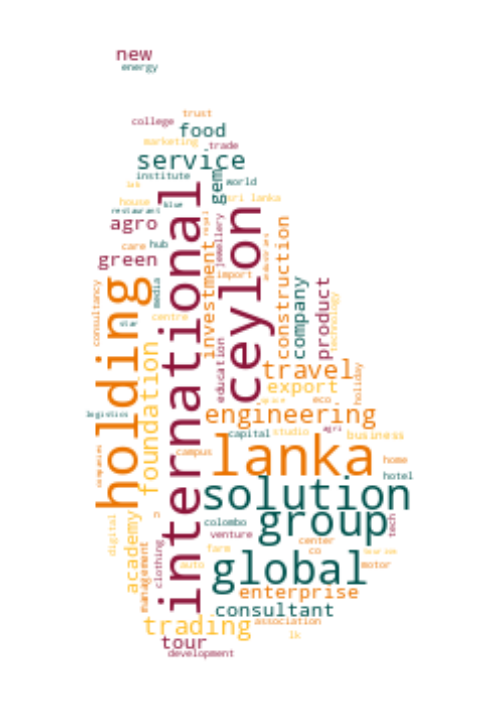 new
energy
trust
college
food
marketing
trade
service
institute
gem
world
lnk
sri lanka
house
blue
restaurant
international
ceylon
agro
jewellery
care
hub
investment
construction
green
import
holding
media
company
product
consultancy
centre
technology
star
foundation
education
travel
export
holiday
eco
logistics
engineering
capital
studio
agri
business
lanka
campus
home
companies
hotel
solution
group
digital
academy
colombo
venture
tech
management
clothing
farm
center
co
auto
global
motor
enterprise
consultant
trading
association
lk
tour
development